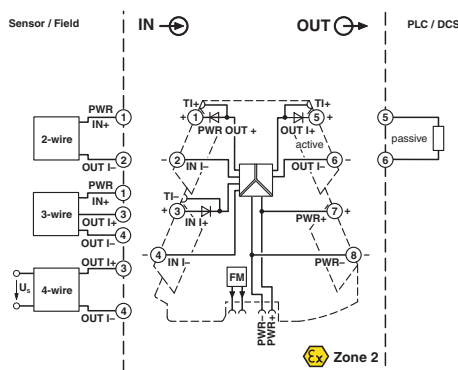 Sensor / Field
IN
OUT
PLC / DCS
PWR
IN+
1
2-wire
2
OUT I–
PWR
1
OUT I+
3
3-wire
4
OUT I–
OUT I+
3
Us
4-wire
4
OUT I–
TI+
+
1
PWR OUT +
–
2
IN I–
TI–
+
3
IN I+
–
4
IN I–
FM
PWR–
PWR+
TI+
5
+
OUT I+
active
6
–
OUT I–
7
+
PWR+
8
–
PWR–
5
passive
6
Ex
Zone 2